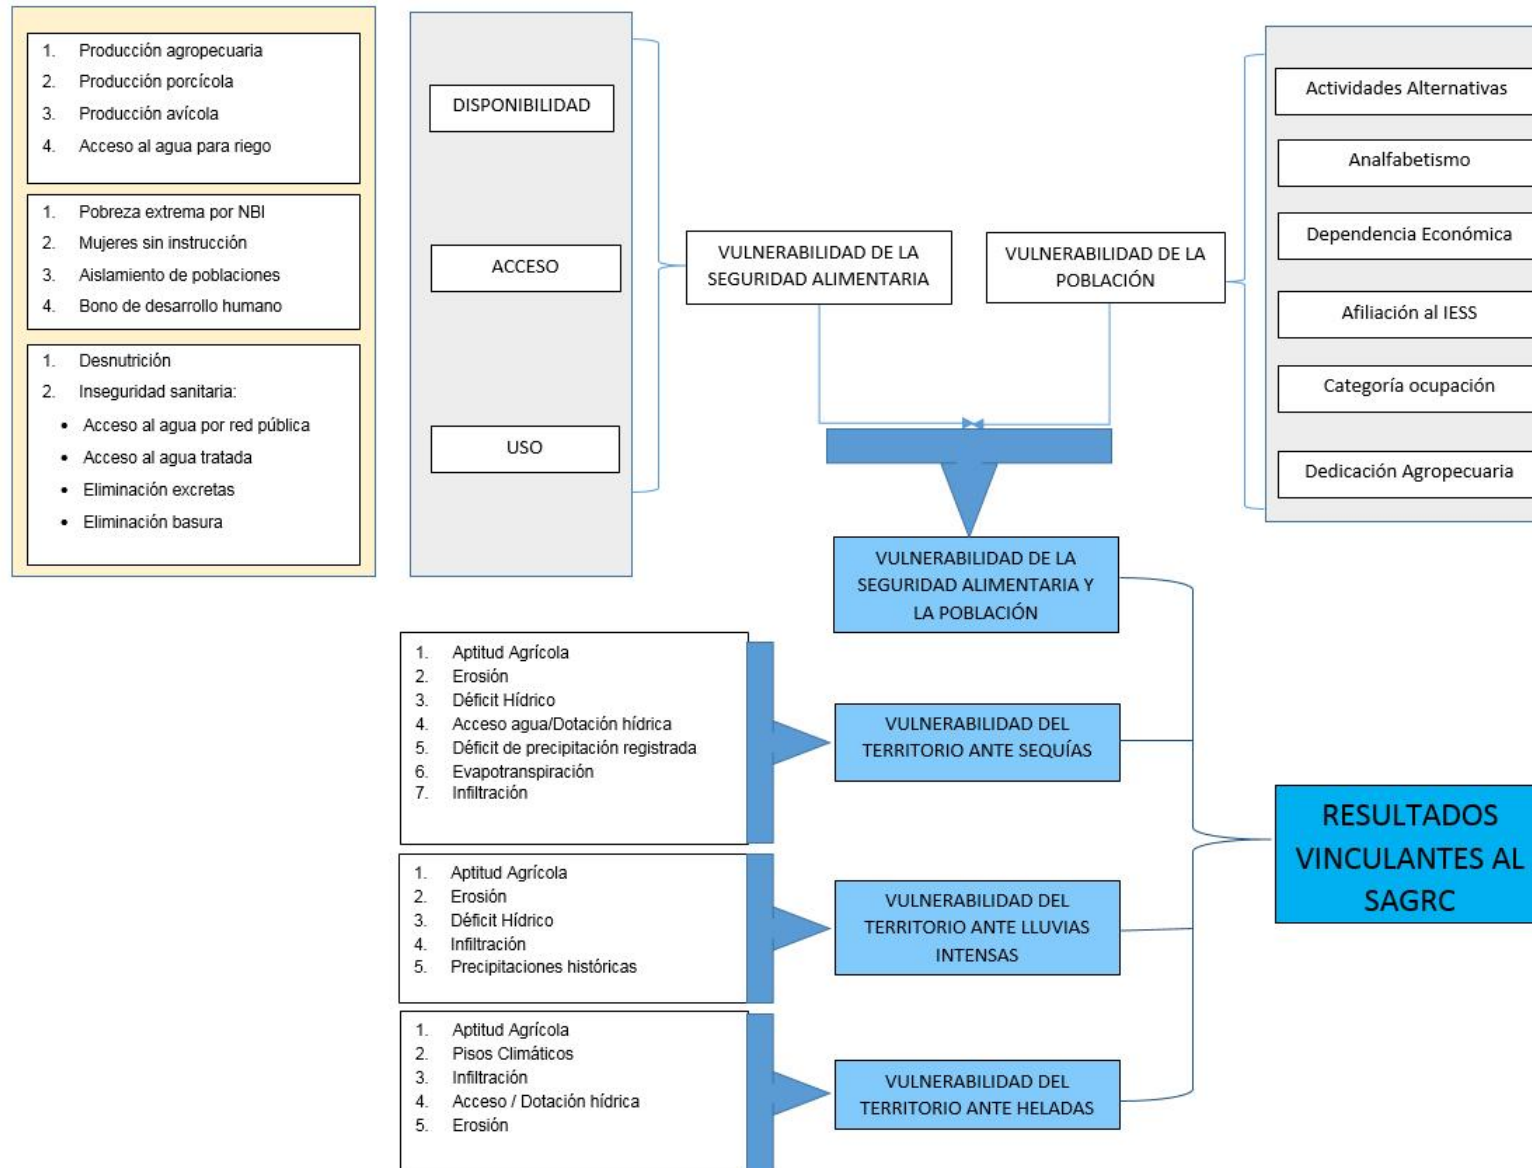 1. Producción agropecuaria
2. Producción porcícola
3. Producción avícola
4. Acceso al agua para riego
1. Pobreza extrema por NBI
2. Mujeres sin instrucción
3. Aislamiento de poblaciones
4. Bono de desarrollo humano
1. Desnutrición
2. Inseguridad sanitaria:
• Acceso al agua por red pública
• Acceso al agua tratada
• Eliminación excretas
• Eliminación basura
DISPONIBILIDAD
ACCESO
USO
VULNERABILIDAD DE LA
SEGURIDAD ALIMENTARIA
VULNERABILIDAD DE LA
POBLACIÓN
Actividades Alternativas
Analfabetismo
Dependencia Económica
Afiliación al IESS
Categoría ocupación
Dedicación Agropecuaria
VULNERABILIDAD DE LA
SEGURIDAD ALIMENTARIA Y
LA POBLACIÓN
1. Aptitud Agrícola
2. Erosión
3. Déficit Hídrico
4. Acceso agua/Dotación hídrica
5. Déficit de precipitación registrada
6. Evapotranspiración
7. Infiltración
VULNERABILIDAD DEL
TERRITORIO ANTE SEQUÍAS
1. Aptitud Agrícola
2. Erosión
3. Déficit Hídrico
4. Infiltración
5. Precipitaciones históricas
VULNERABILIDAD DEL
TERRITORIO ANTE LLUVIAS
INTENSAS
1. Aptitud Agrícola
2. Pisos Climáticos
3. Infiltración
4. Acceso / Dotación hídrica
5. Erosión
VULNERABILIDAD DEL
TERRITORIO ANTE HELADAS
RESULTADOS
VINCULANTES AL
SAGRC